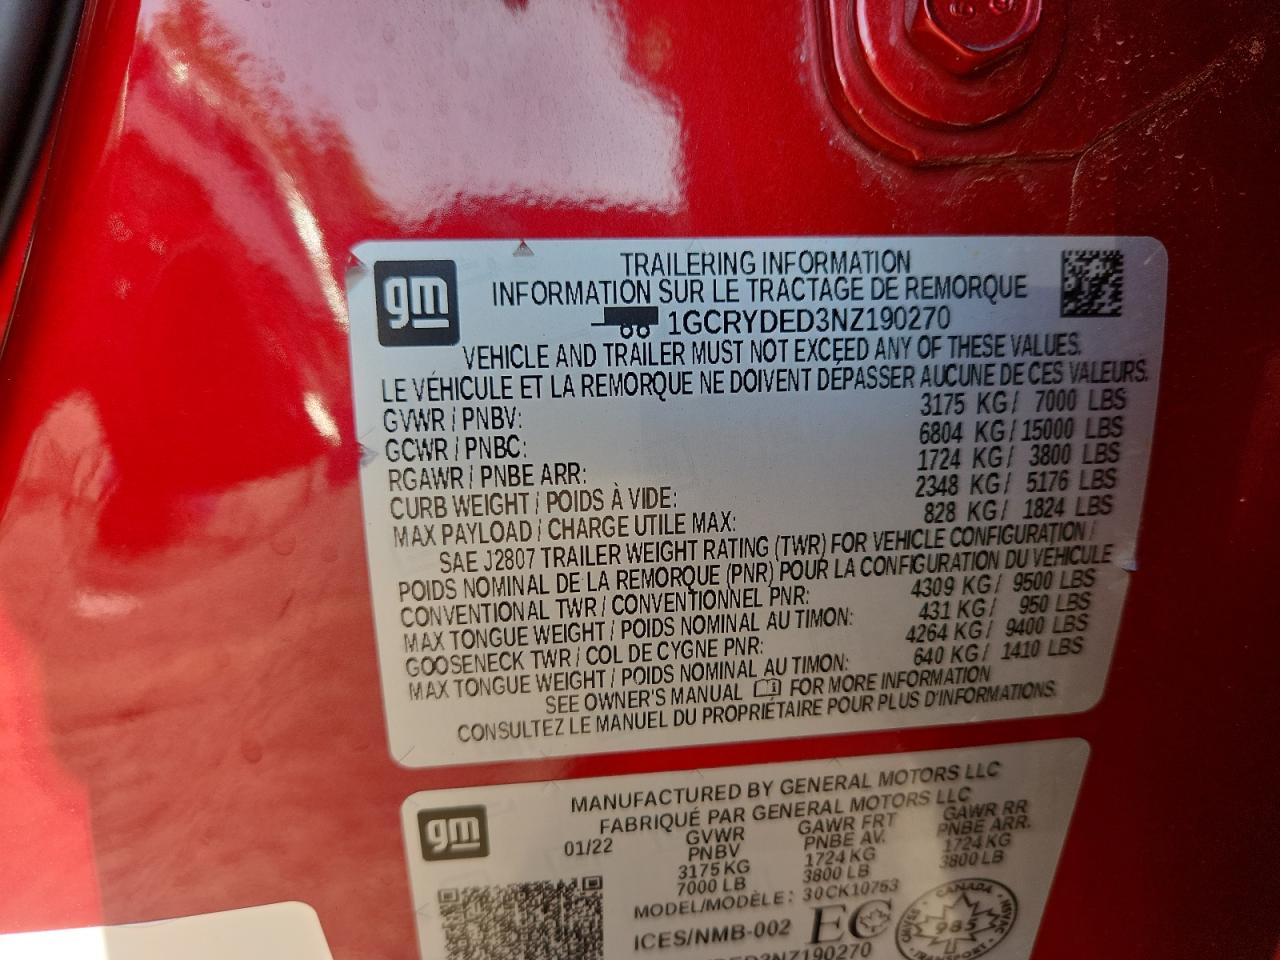 gm
TRAILERING INFORMATION
INFORMATION SUR LE TRACTAGE DE REMORQUE
1GCRYDED3NZ190270
VEHICLE AND TRAILER MUST NOT EXCEED ANY OF THESE VALUES.
LE VÉHICULE ET LA REMORQUE NE DOIVENT DÉPASSER AUCUNE DE CES VALEURS.
GVWR / PNBV: 3175 KG / 7000 LBS
GCWR / PNBC: 6804 KG / 15000 LBS
RGAWR / PNBE ARR: 1724 KG / 3800 LBS
CURB WEIGHT / POIDS À VIDE: 2348 KG / 5176 LBS
MAX PAYLOAD / CHARGE UTILE MAX: 828 KG / 1824 LBS
SAE J2807 TRAILER WEIGHT RATING (TWR) FOR VEHICLE CONFIGURATION /
POIDS NOMINAL DE LA REMORQUE (PNR) POUR LA CONFIGURATION DU VÉHICULE
CONVENTIONAL TWR / CONVENTIONNEL PNR: 4309 KG / 9500 LBS
MAX TONGUE WEIGHT / POIDS NOMINAL AU TIMON: 431 KG / 950 LBS
GOOSENECK TWR / COL DE CYGNE PNR: 4264 KG / 9400 LBS
MAX TONGUE WEIGHT / POIDS NOMINAL AU TIMON: 640 KG / 1410 LBS
SEE OWNER'S MANUAL FOR MORE INFORMATION
CONSULTEZ LE MANUEL DU PROPRIÉTAIRE POUR PLUS D'INFORMATIONS.
gm
MANUFACTURED BY GENERAL MOTORS LLC
FABRIQUÉ PAR GENERAL MOTORS LLC
01/22 GVWR GAWR FRT GAWR RR
PNBV PNBE AV. PNBE ARR.
3175 KG 1724 KG 1724 KG
7000 LB 3800 LB 3800 LB
MODEL/MODÈLE: 30CK10753
ICES/NMB-002 EC
CANADA
985
DED3NZ190270